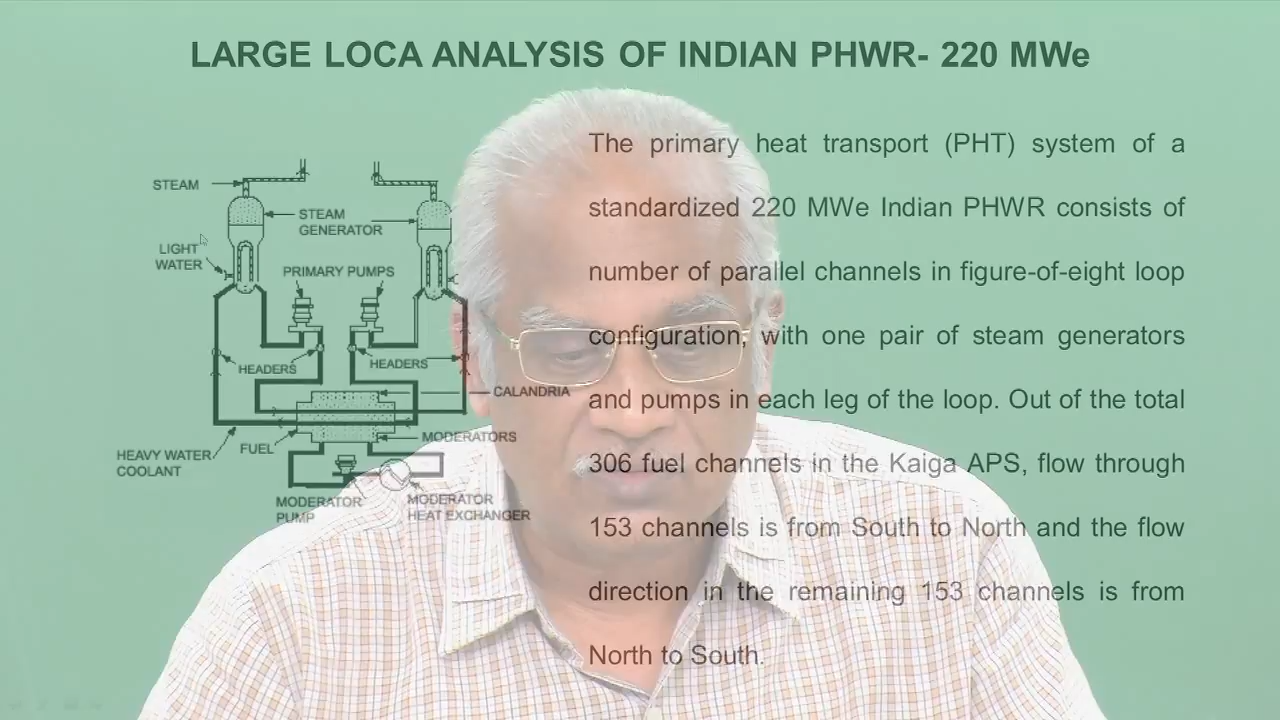 LARGE LOCA ANALYSIS OF INDIAN PHWR- 220 MWe
STEAM
STEAM
GENERATOR
LIGHT
WATER
PRIMARY PUMPS
HEADERS
HEADERS
CALANDRIA
FUEL
MODERATORS
HEAVY WATER
COOLANT
MODERATOR
PUMP
MODERATOR
HEAT EXCHANGER
The primary heat transport (PHT) system of a
standardized 220 MWe Indian PHWR consists of
number of parallel channels in figure-of-eight loop
configuration, with one pair of steam generators
and pumps in each leg of the loop. Out of the total
306 fuel channels in the Kaiga APS, flow through
153 channels is from South to North and the flow
direction in the remaining 153 channels is from
North to South.